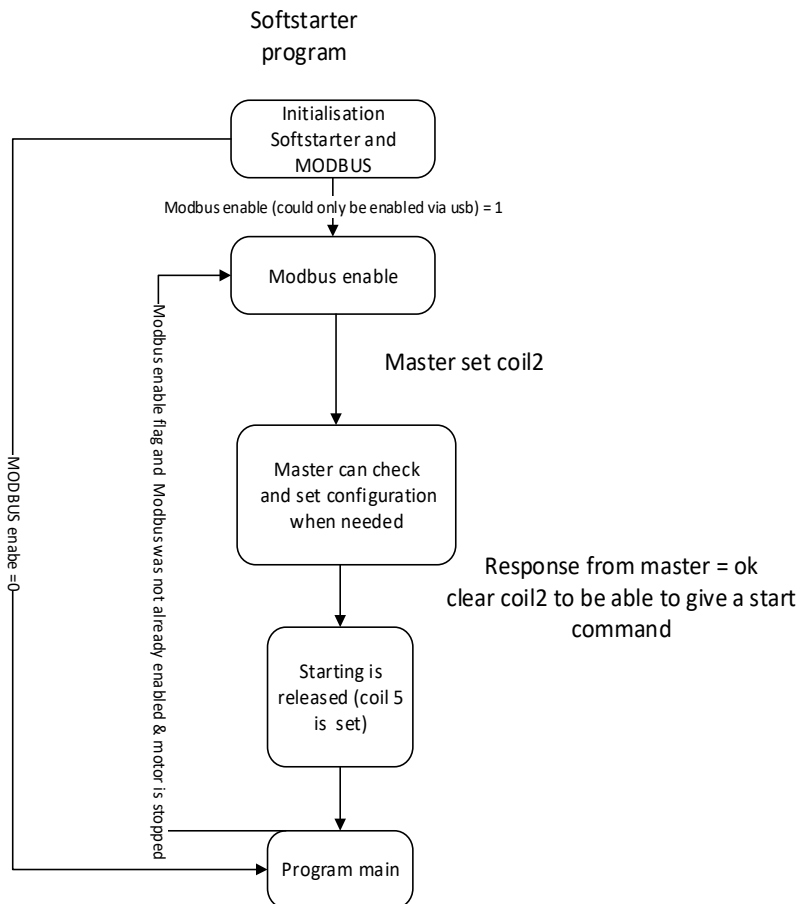 Softstarter
program
Initialisation
Softstarter and
MODBUS
Modbus enable (could only be enabled via usb) = 1
Modbus enable
Master set coil2
Master can check
and set configuration
when needed
Response from master = ok
clear coil2 to be able to give a start
command
Starting is
released (coil 5
is set)
Program main
Modbus enable flag and Modbus was not already enabled & motor is stopped
MODBUS enabe =0